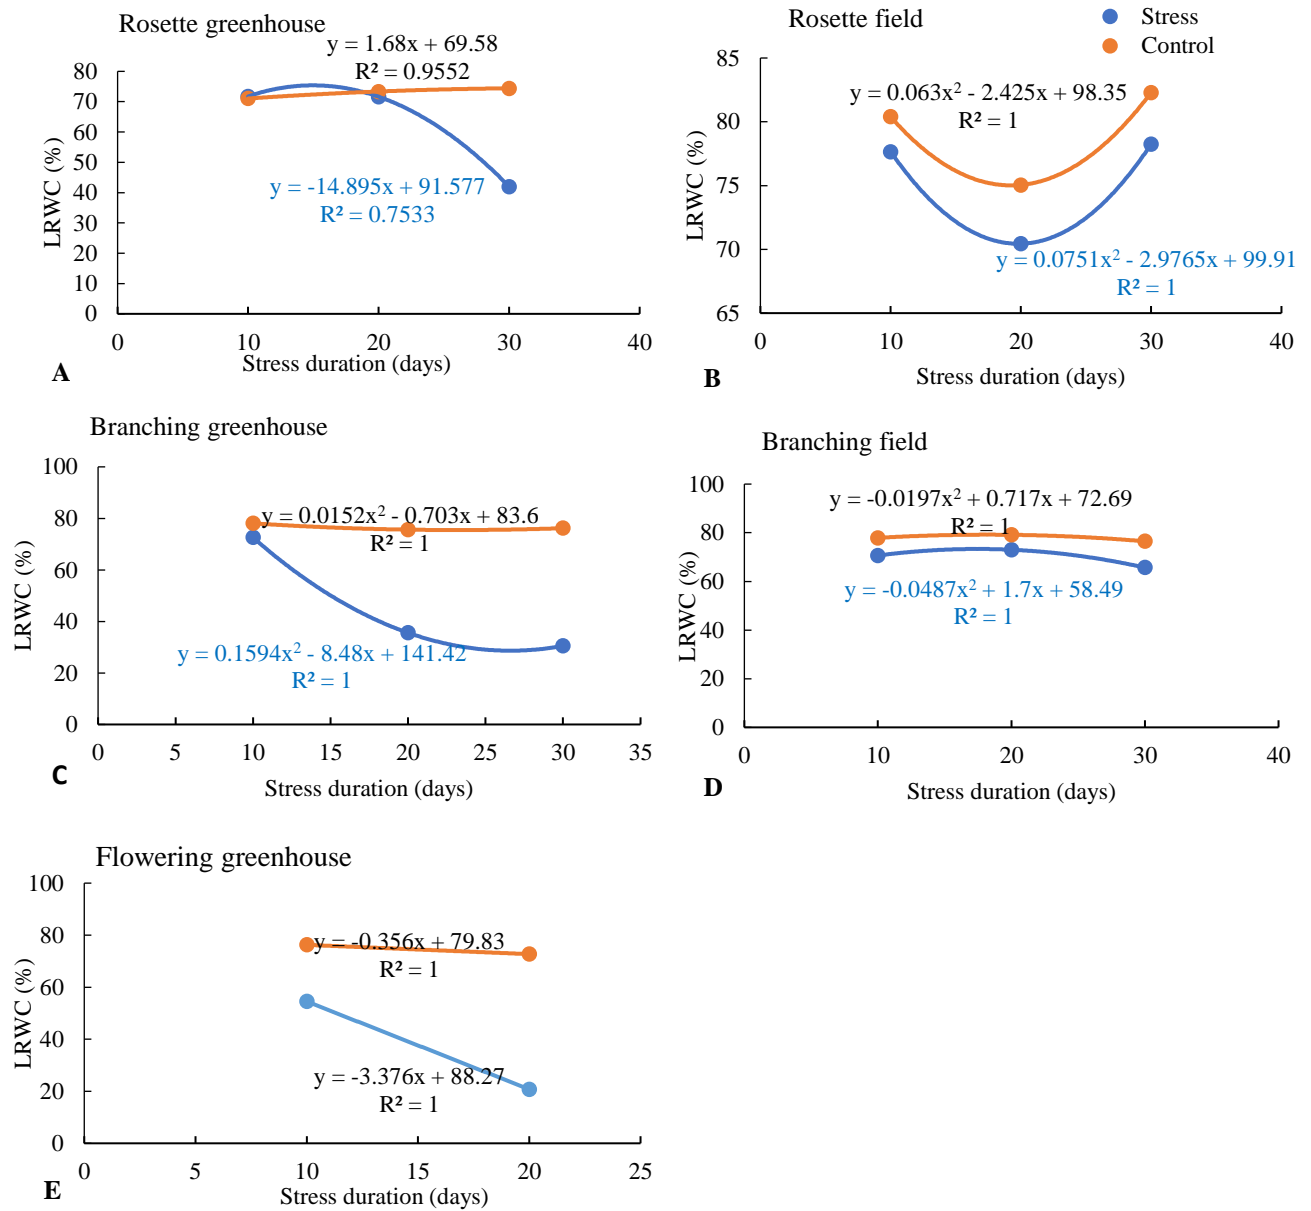 Rosette greenhouse
y = 1.68x + 69.58
R² = 0.9552
80
70
60
50
40
30
20
10
0
LRWC (%)
y = -14.895x + 91.577
R² = 0.7533
0 10 20 30 40
Stress duration (days)
A
Rosette field
Stress
Control
85
80
75
70
65
LRWC (%)
y = 0.063x² - 2.425x + 98.35
R² = 1
y = 0.0751x² - 2.9765x + 99.91
R² = 1
0 10 20 30 40
Stress duration (days)
B
Branching greenhouse
100
80
60
40
20
0
LRWC (%)
y = 0.0152x² - 0.703x + 83.6
R² = 1
y = 0.1594x² - 8.48x + 141.42
R² = 1
0 5 10 15 20 25 30 35
Stress duration (days)
C
Branching field
100
80
60
40
20
0
LRWC (%)
y = -0.0197x² + 0.717x + 72.69
R² = 1
y = -0.0487x² + 1.7x + 58.49
R² = 1
0 10 20 30 40
Stress duration (days)
D
Flowering greenhouse
100
80
60
40
20
0
LRWC (%)
y = -0.356x + 79.83
R² = 1
y = -3.376x + 88.27
R² = 1
0 5 10 15 20 25
Stress duration (days)
E